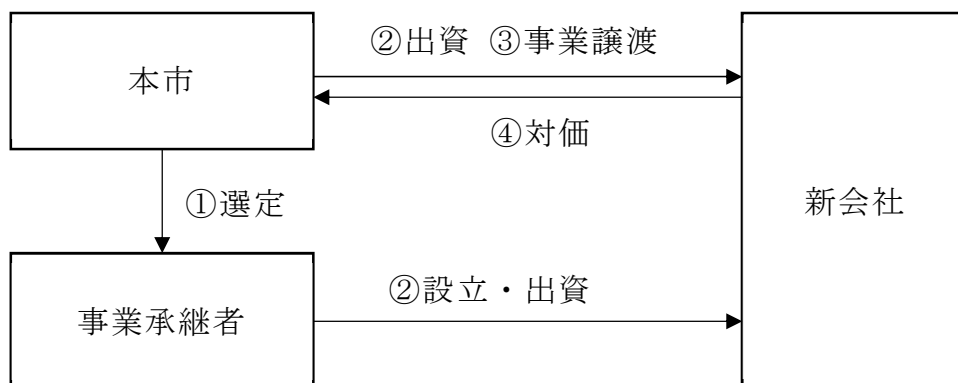 ②出資 ③事業譲渡
本市
④対価
①選定
新会社
②設立・出資
事業承継者